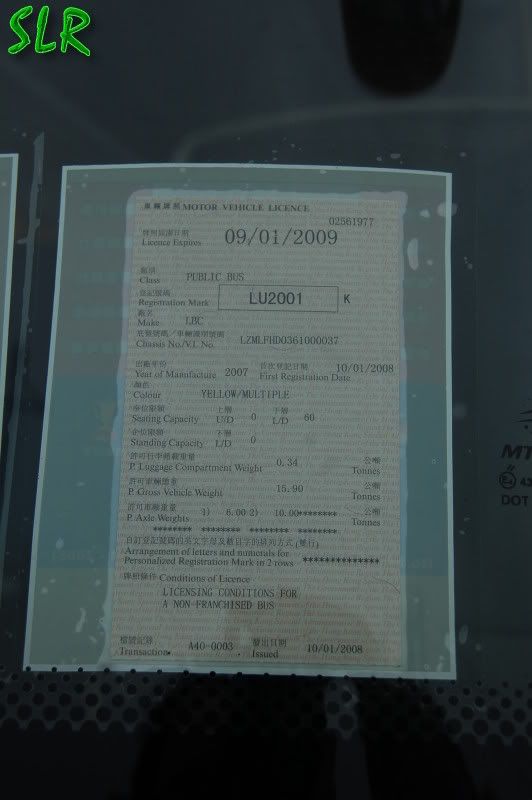 SLR
車輛牌照 MOTOR VEHICLE LICENCE
02561977
牌照屆滿日期
Licence Expires 09/01/2009
類別
Class PUBLIC BUS
登記號碼
Registration Mark LU2001 K
廠名
Make LBC
底盤號碼／車輛識別號碼
Chassis No./V.I. No. LZMLFHD0361000037
出廠年份 首次登記日期 10/01/2008
Year of Manufacture 2007 First Registration Date
顏色
Colour YELLOW/MULTIPLE
座位限額 上層 下層
Seating Capacity U/D 0 L/D 60
企位限額 下層
Standing Capacity L/D 0
許可行李廂載重量 公噸
P. Luggage Compartment Weight 0.34 Tonnes
許可車輛總重 公噸
P. Gross Vehicle Weight 15.90 Tonnes
許可車軸重量 公噸
P. Axle Weights 1) 6.00 2) 10.00******** Tonnes
******** ******** ******** ********
自訂登記號碼的英文字母及數目字的排列方式 (雙行)
Arrangement of letters and numerals for
Personalized Registration Mark in 2 rows **************
牌照條件 Conditions of Licence
LICENSING CONDITIONS FOR
A NON-FRANCHISED BUS
檔號記錄 發出日期
Transaction A40-0003 Issued 10/01/2008
MT
43
DOT